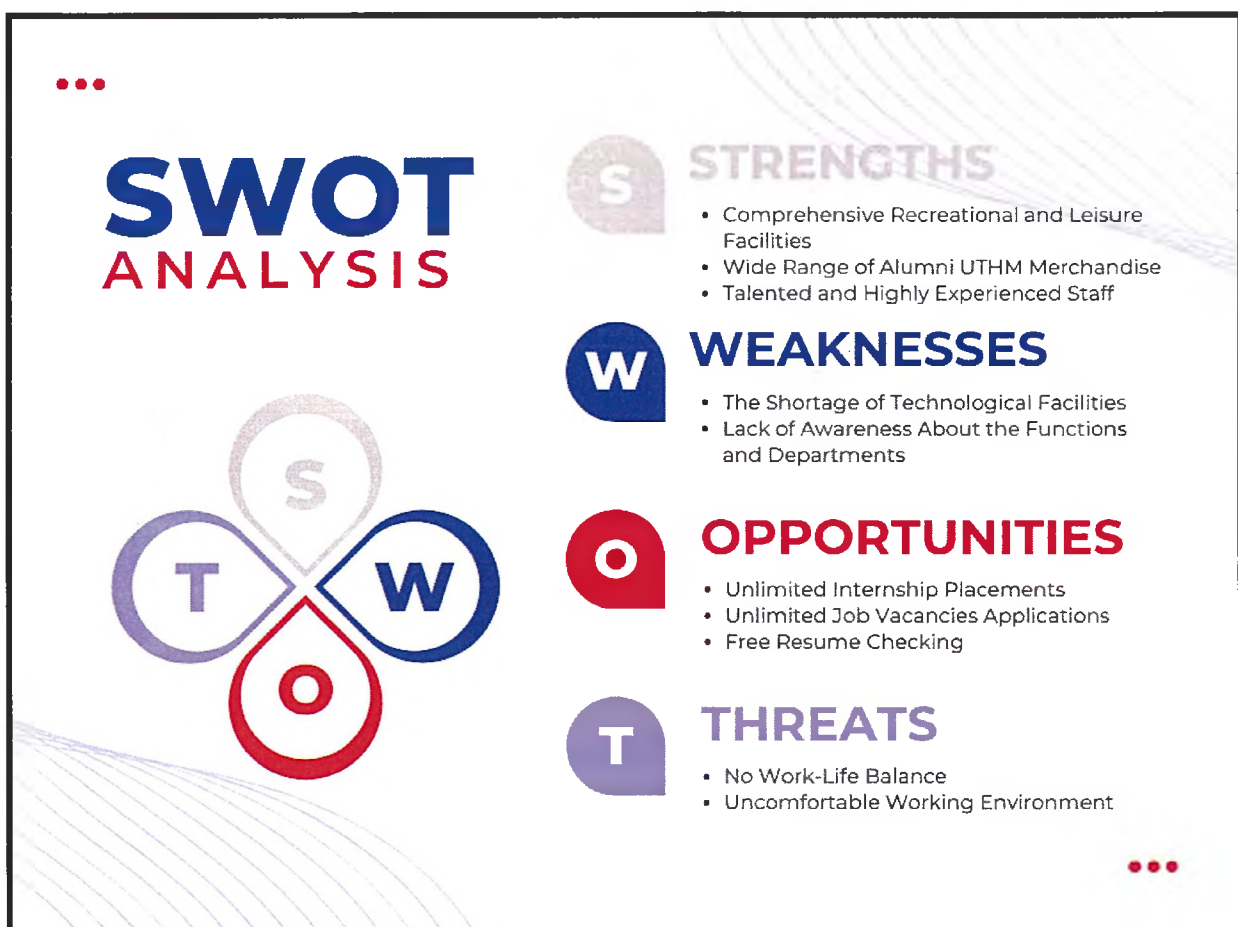 SWOT
ANALYSIS
S
T
W
O
S
STRENGTHS
• Comprehensive Recreational and Leisure
Facilities
• Wide Range of Alumni UTHM Merchandise
• Talented and Highly Experienced Staff
W
WEAKNESSES
• The Shortage of Technological Facilities
• Lack of Awareness About the Functions
and Departments
O
OPPORTUNITIES
• Unlimited Internship Placements
• Unlimited Job Vacancies Applications
• Free Resume Checking
T
THREATS
• No Work-Life Balance
• Uncomfortable Working Environment